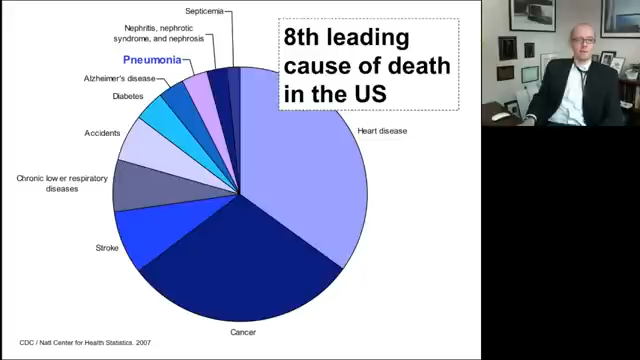 Septicemia
Nephritis, nephrotic
syndrome, and nephrosis
Pneumonia
Alzheimer's disease
Diabetes
Accidents
Chronic lower respiratory
diseases
Stroke
Cancer
Heart disease
8th leading
cause of death
in the US
CDC / Natl Center for Health Statistics. 2007